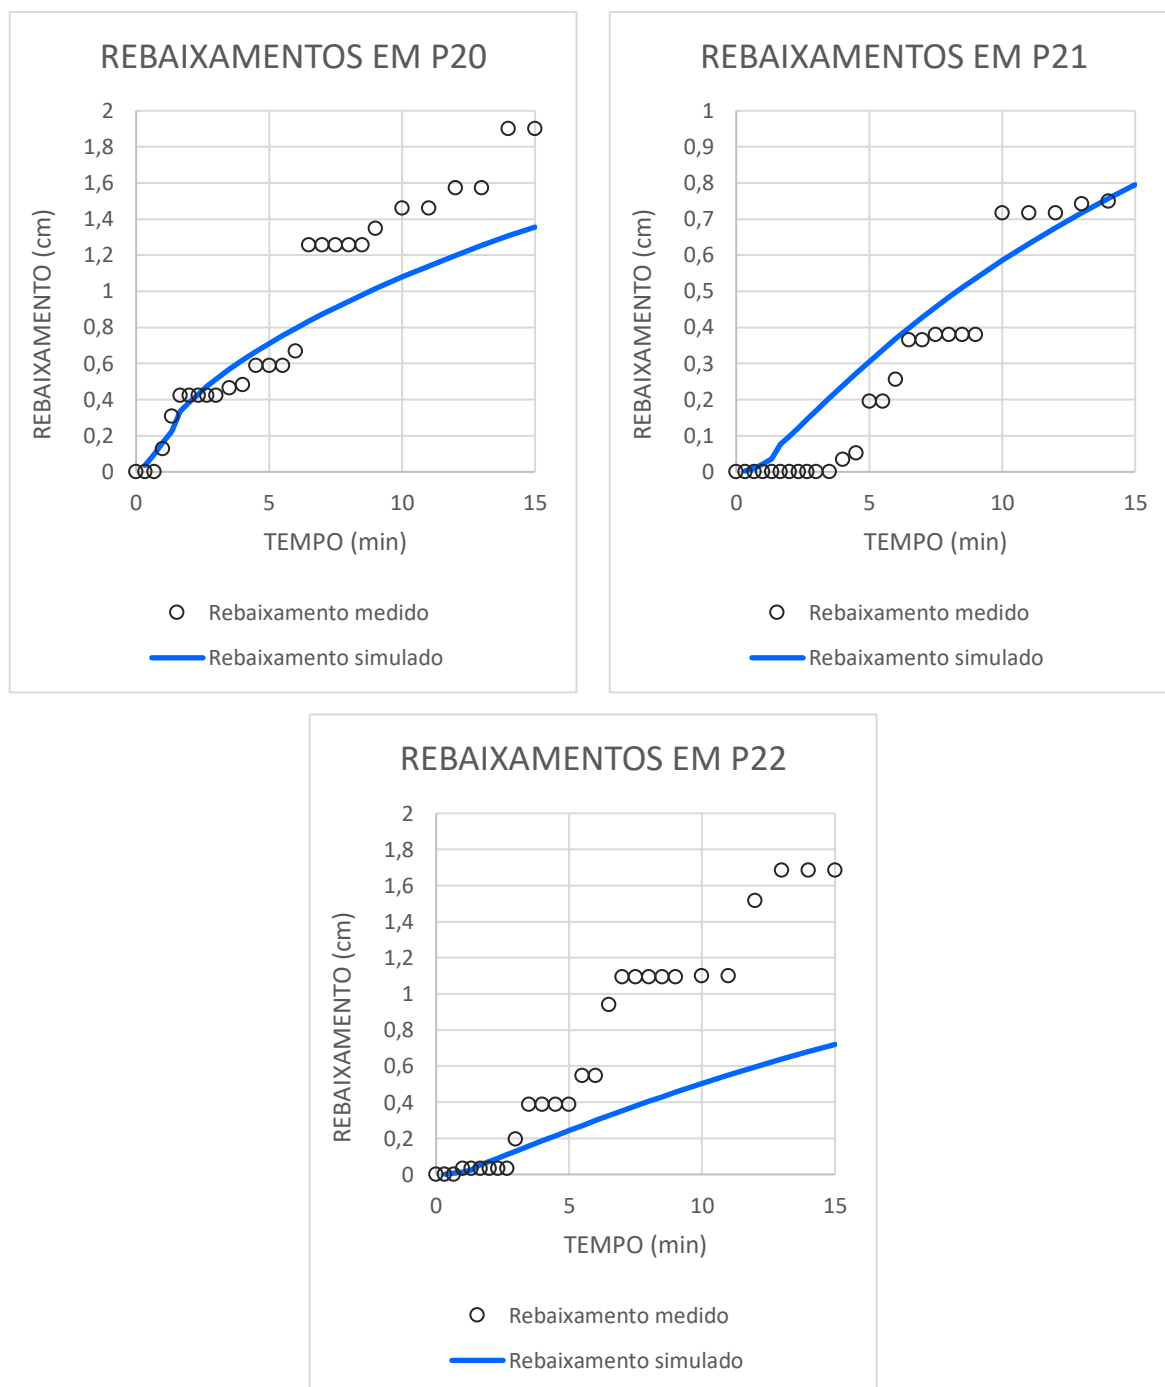 REBAIXAMENTOS EM P20
2
1,8
1,6
1,4
1,2
1
0,8
0,6
0,4
0,2
0
REBAIXAMENTO (cm)
0 5 10 15
TEMPO (min)
Rebaixamento medido
Rebaixamento simulado
REBAIXAMENTOS EM P21
1
0,9
0,8
0,7
0,6
0,5
0,4
0,3
0,2
0,1
0
REBAIXAMENTO (cm)
0 5 10 15
TEMPO (min)
Rebaixamento medido
Rebaixamento simulado
REBAIXAMENTOS EM P22
2
1,8
1,6
1,4
1,2
1
0,8
0,6
0,4
0,2
0
REBAIXAMENTO (cm)
0 5 10 15
TEMPO (min)
Rebaixamento medido
Rebaixamento simulado